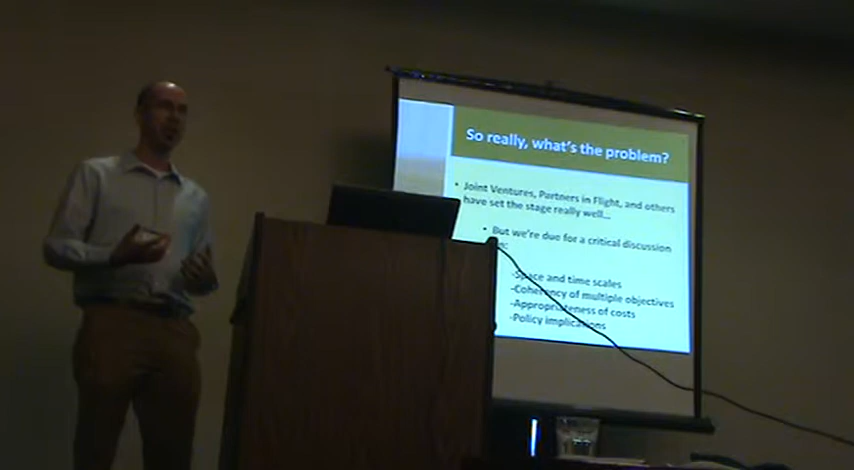 So really, what's the problem?
• Joint Ventures, Partners in Flight, and others
have set the stage really well...
• But we're due for a critical discussion
-Space and time scales
-Coherency of multiple objectives
-Appropriateness of costs
-Policy implications